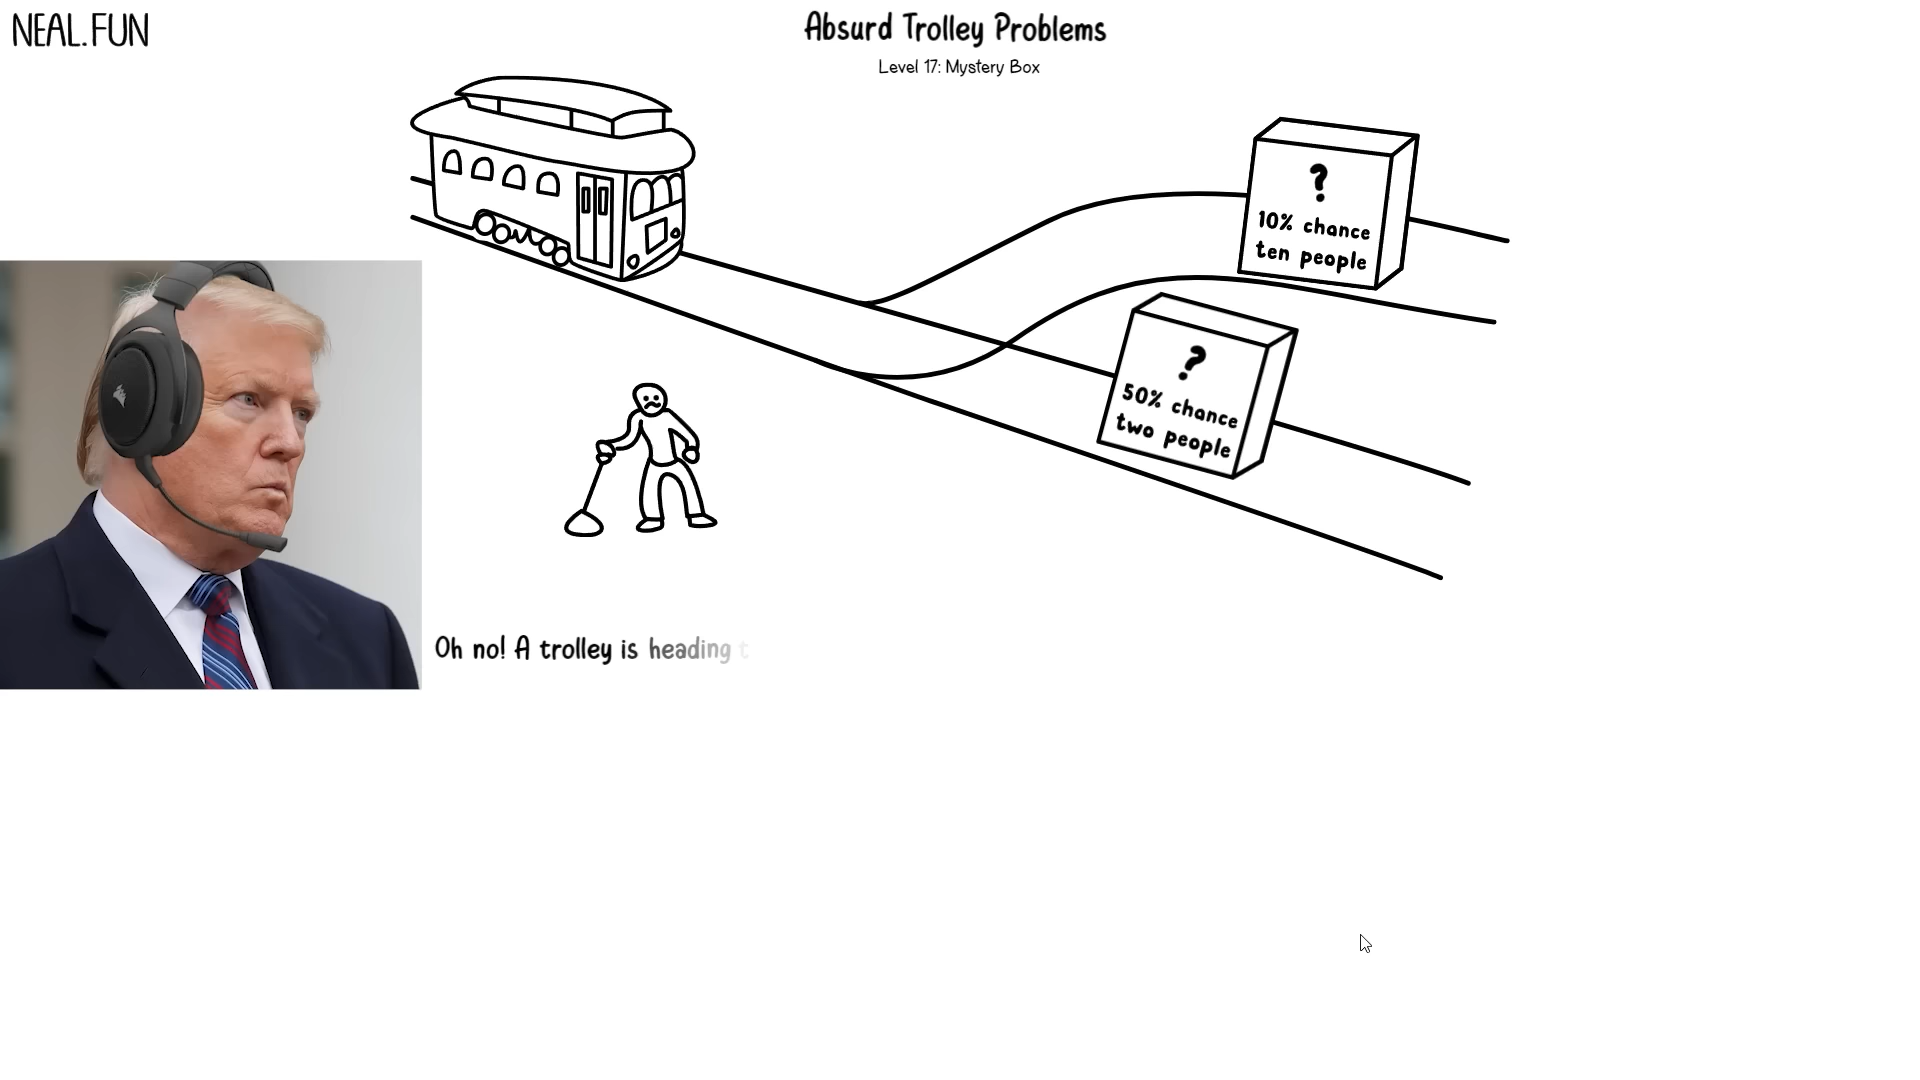 NEAL.FUN
Absurd Trolley Problems
Level 17: Mystery Box
?
10% chance
ten people
?
50% chance
two people
Oh no! A trolley is heading t